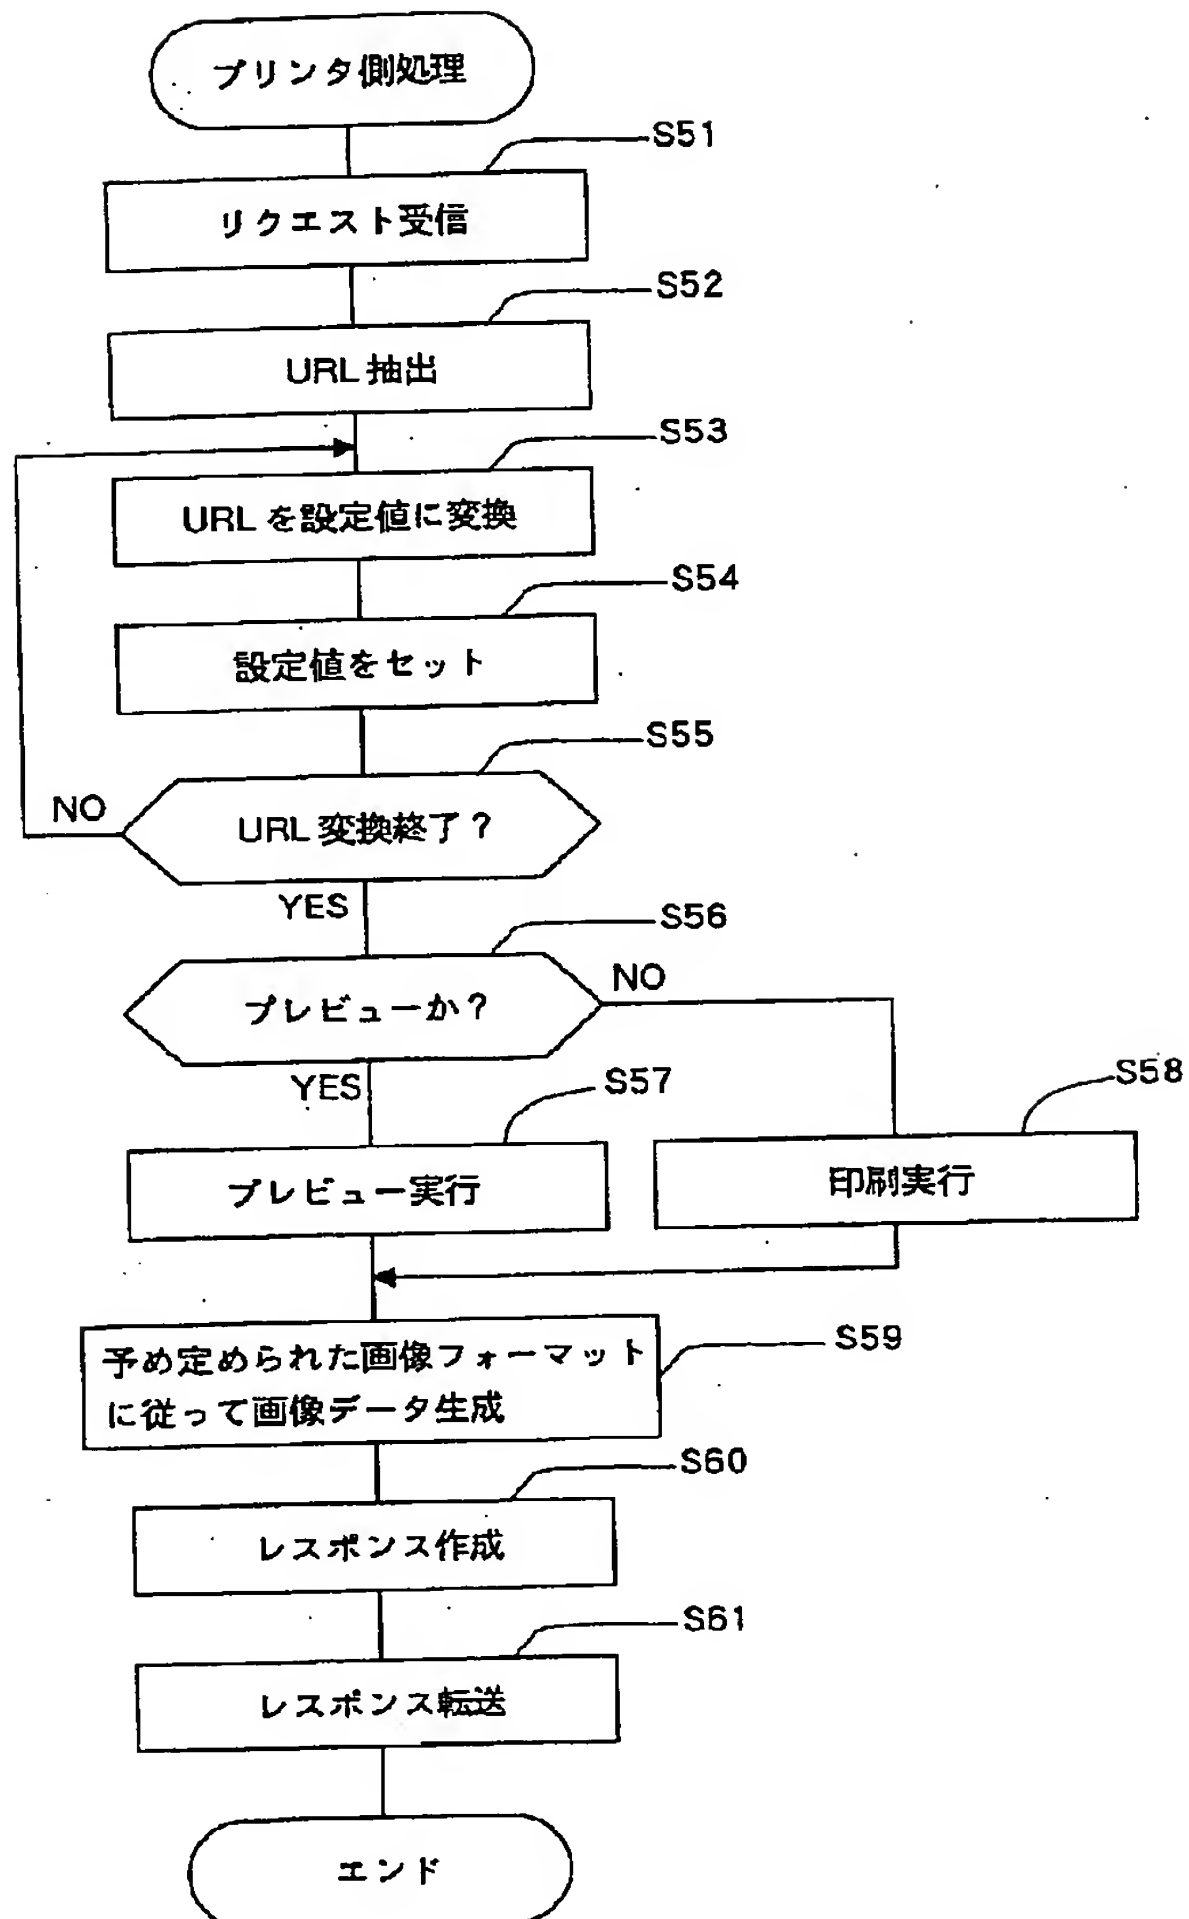 プリンタ側処理
S51
リクエスト受信
S52
URL 抽出
S53
URL を設定値に変換
S54
設定値をセット
S55
NO
URL 変換終了?
YES
S56
プレビューか?
NO
YES
S57
S58
プレビュー実行
印刷実行
S59
予め定められた画像フォーマット
に従って画像データ生成
S60
レスポンス作成
S61
レスポンス転送
エンド